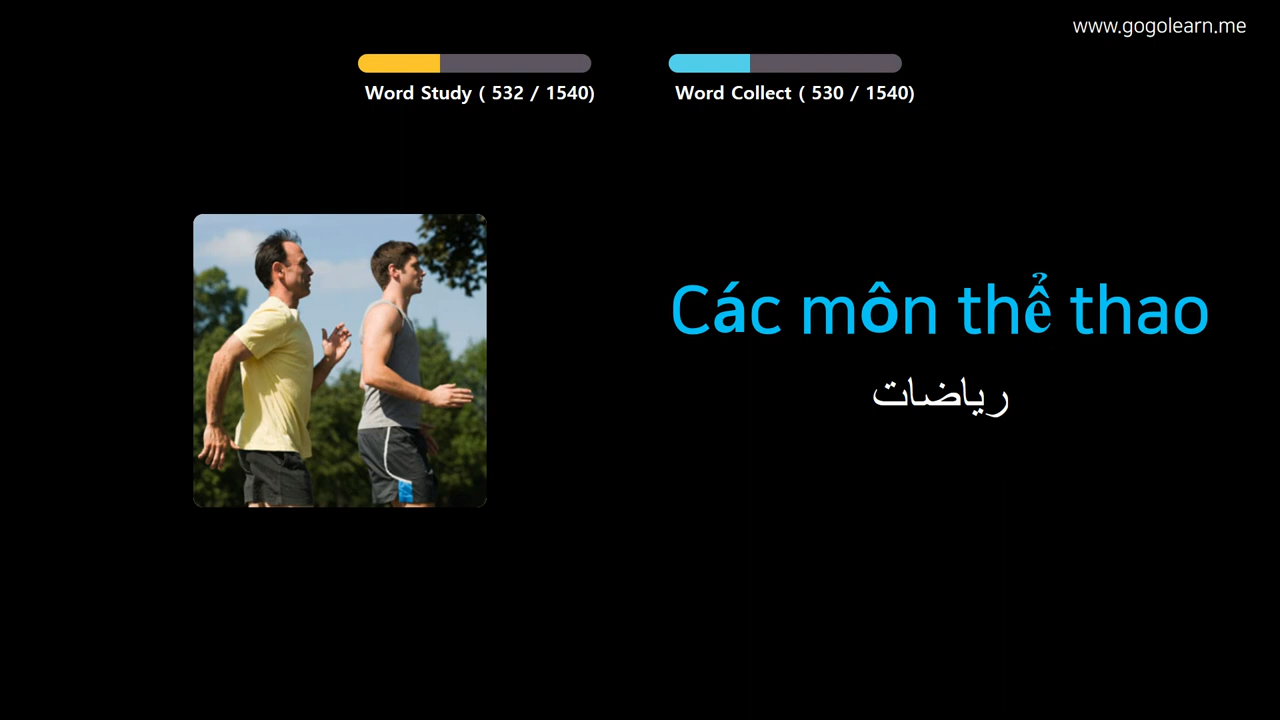 www.gogolearn.me
Word Study ( 532 / 1540)
Word Collect ( 530 / 1540)
Các môn thể thao
رياضات